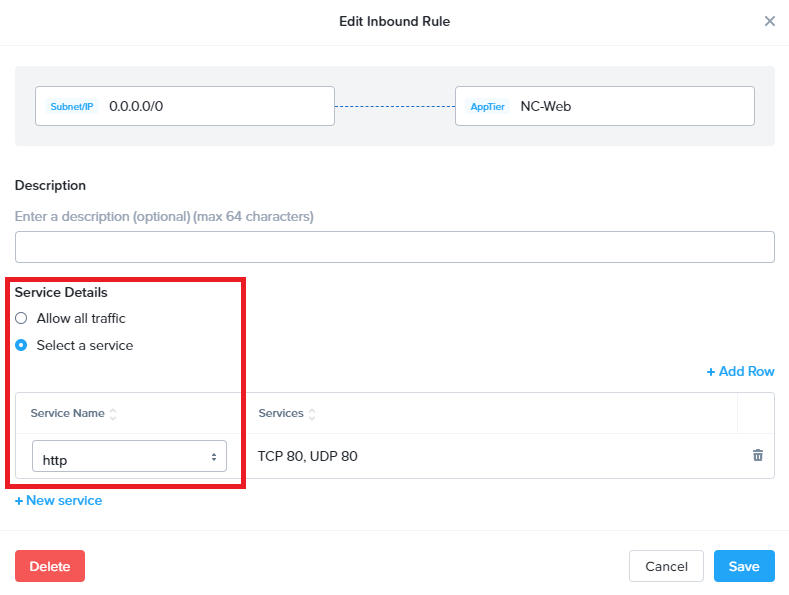 Edit Inbound Rule
Subnet/IP 0.0.0.0/0 AppTier NC-Web
Description
Enter a description (optional) (max 64 characters)
Service Details
Allow all traffic
Select a service
+ Add Row
Service Name Services
http TCP 80, UDP 80
+ New service
Delete Cancel Save